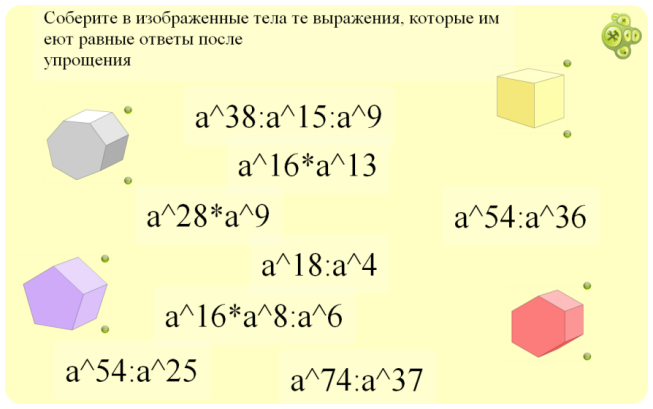 Соберите в изображенные тела те выражения, которые им
еют равные ответы после
упрощения
a^38:a^15:a^9
a^16*a^13
a^28*a^9
a^54:a^36
a^18:a^4
a^16*a^8:a^6
a^54:a^25
a^74:a^37